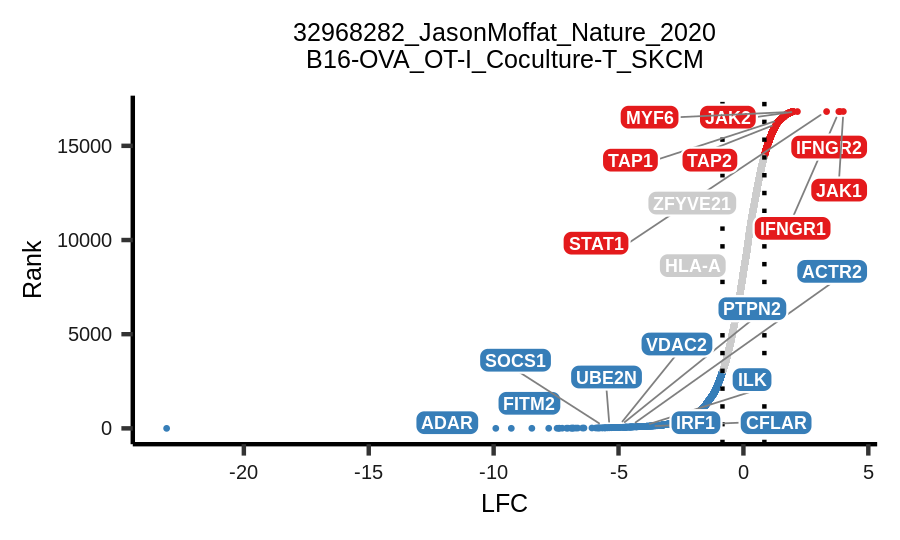 32968282_JasonMoffat_Nature_2020
B16-OVA_OT-I_Coculture-T_SKCM
Rank
15000
10000
5000
0
MYF6
JAK2
TAP1
TAP2
IFNGR2
JAK1
ZFYVE21
IFNGR1
STAT1
HLA-A
ACTR2
PTPN2
VDAC2
SOCS1
UBE2N
ILK
FITM2
ADAR
IRF1
CFLAR
-20
-15
-10
-5
0
5
LFC